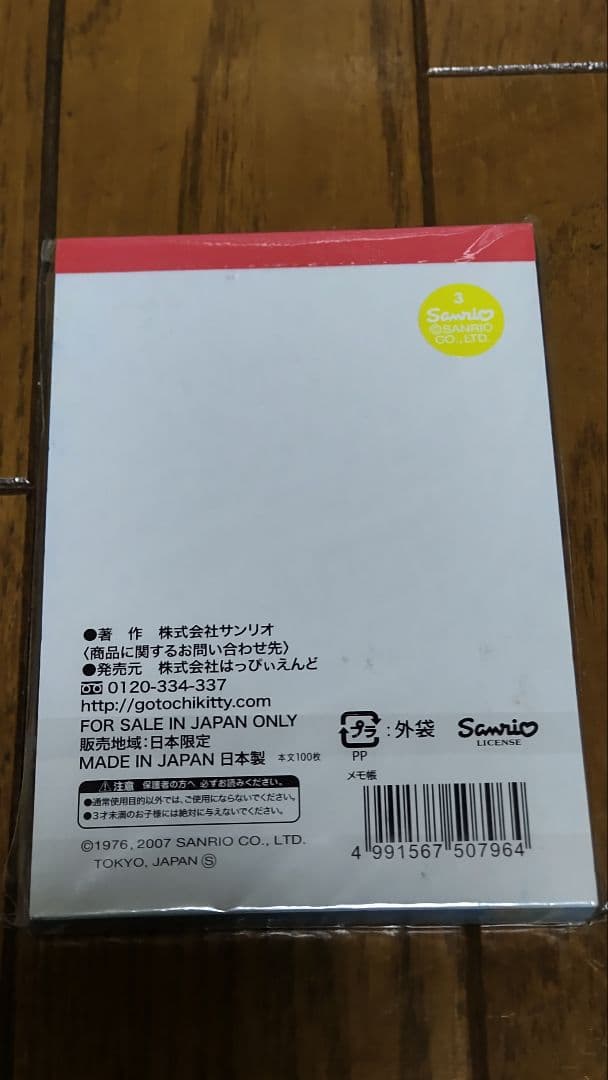 3
Sanrio
©SANRIO
CO., LTD.
●著 作 株式会社サンリオ
〈商品に関するお問い合わせ先〉
●発売元 株式会社はっぴぃえんど
0120-334-337
http://gotochikitty.com
FOR SALE IN JAPAN ONLY
販売地域:日本限定
MADE IN JAPAN 日本製 本文100枚
プラ :外袋
PP
Sanrio
LICENSE
メモ帳
注意 保護者の方へ 必ずお読みください。
●通常使用目的以外では、ご使用にならないでください。
●3才未満のお子様には絶対に与えないでください。
©1976, 2007 SANRIO CO., LTD.
TOKYO, JAPAN Ⓢ
4 991567 507964